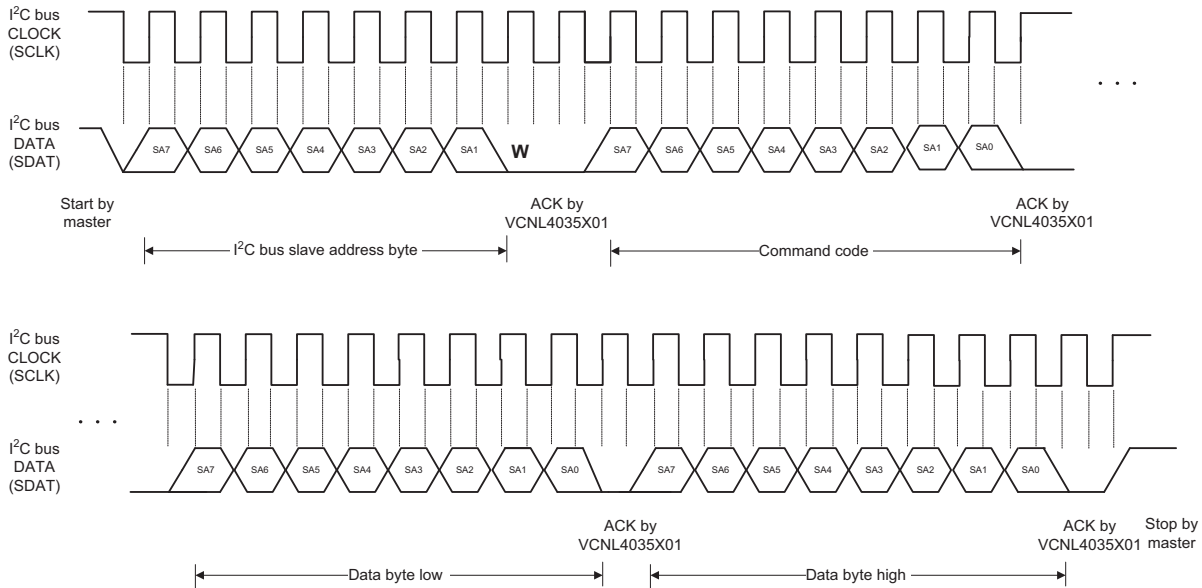 I²C bus
CLOCK
(SCLK)
. . .
I²C bus
DATA
(SDAT)
SA7 SA6 SA5 SA4 SA3 SA2 SA1 W SA7 SA6 SA5 SA4 SA3 SA2 SA1 SA0
Start by
master
ACK by
VCNL4035X01
ACK by
VCNL4035X01
I²C bus slave address byte
Command code
I²C bus
CLOCK
(SCLK)
. . .
I²C bus
DATA
(SDAT)
SA7 SA6 SA5 SA4 SA3 SA2 SA1 SA0 SA7 SA6 SA5 SA4 SA3 SA2 SA1 SA0
ACK by
VCNL4035X01
ACK by
VCNL4035X01
Stop by
master
Data byte low
Data byte high